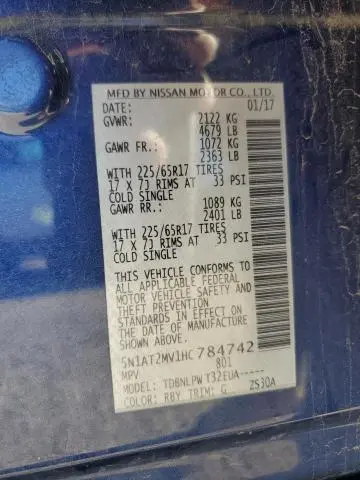 MFD BY NISSAN MOTOR CO., LTD.
DATE: 01/17
GVWR: 2122 KG
4679 LB
GAWR FR.: 1072 KG
2363 LB
WITH 225/65R17 TIRES
17 X 7J RIMS AT 33 PSI
COLD SINGLE
GAWR RR.: 1089 KG
2401 LB
WITH 225/65R17 TIRES
17 X 7J RIMS AT 33 PSI
COLD SINGLE
THIS VEHICLE CONFORMS TO
ALL APPLICABLE FEDERAL
MOTOR VEHICLE SAFETY AND
THEFT PREVENTION
STANDARDS IN EFFECT ON
THE DATE OF MANUFACTURE
SHOWN ABOVE.
5N1AT2MV1HC784742
MPV 801
TDBNLPWT32EUA-----
COLOR: RBY TRIM: G ZS30A